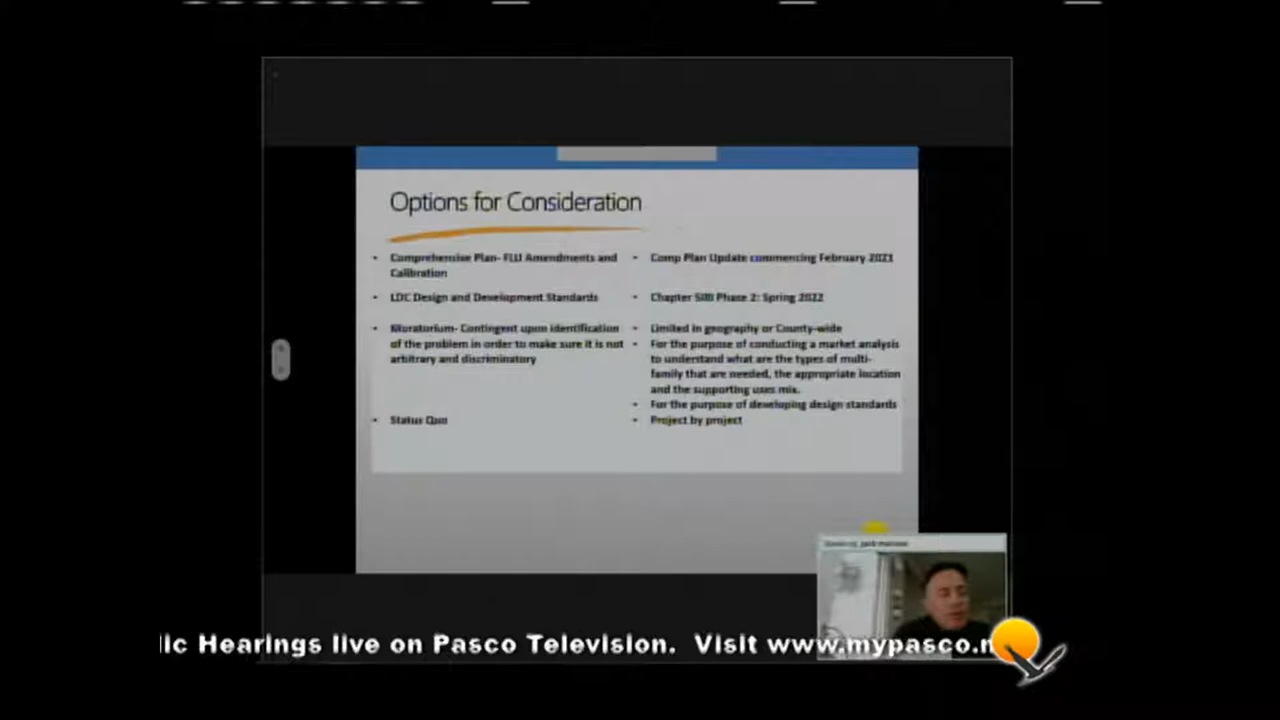 Options for Consideration
• Comprehensive Plan- FLU Amendments and
Calibration
• Comp Plan Update commencing February 2021
• LDC Design and Development Standards
• Chapter 500 Phase 2: Spring 2022
• Moratorium- Contingent upon identification
of the problem in order to make sure it is not
arbitrary and discriminatory
• Limited in geography or County-wide
• For the purpose of conducting a market analysis
to understand what are the types of multi-
family that are needed, the appropriate location
and the supporting uses mix.
• For the purpose of developing design standards
• Status Quo
• Project by project
lic Hearings live on Pasco Television. Visit www.mypasco.n